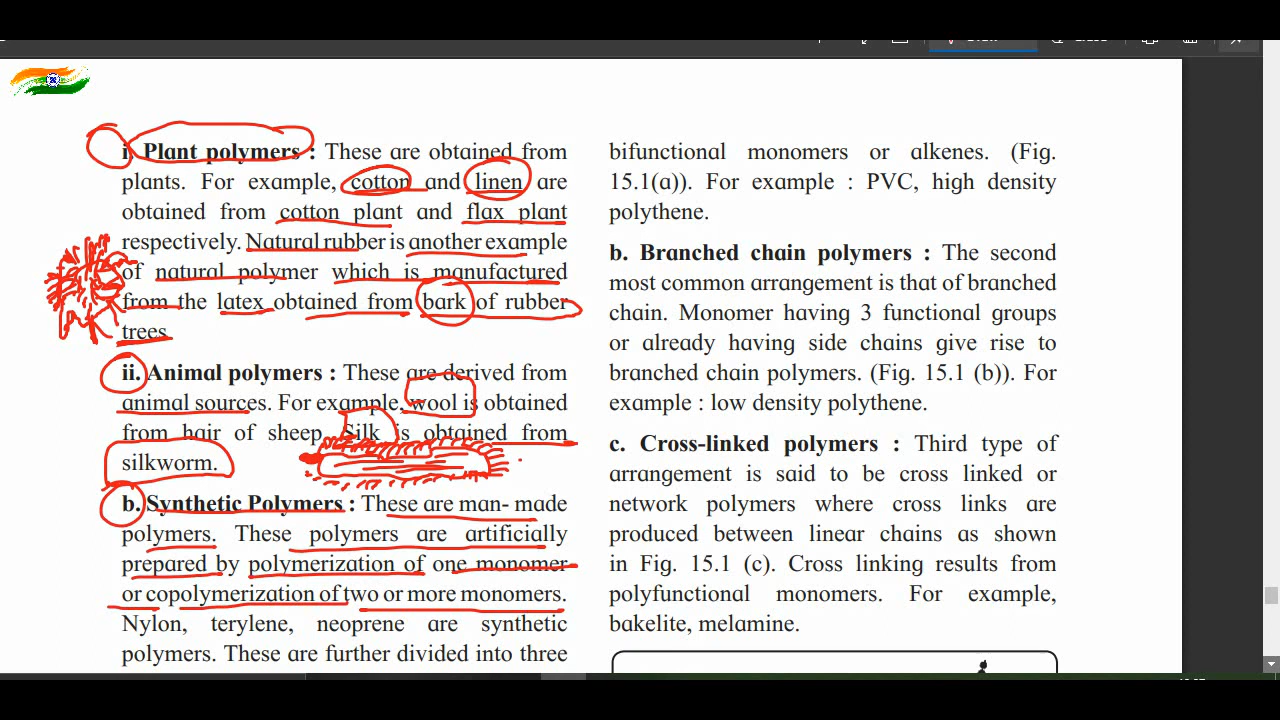 i. Plant polymers : These are obtained from
plants. For example, cotton and linen are
obtained from cotton plant and flax plant
respectively. Natural rubber is another example
of natural polymer which is manufactured
from the latex obtained from bark of rubber
trees
ii. Animal polymers : These are derived from
animal sources. For example, wool is obtained
from hair of sheep. Silk is obtained from
silkworm.
b. Synthetic Polymers : These are man- made
polymers. These polymers are artificially
prepared by polymerization of one monomer
or copolymerization of two or more monomers.
Nylon, terylene, neoprene are synthetic
polymers. These are further divided into three
bifunctional monomers or alkenes. (Fig.
15.1(a)). For example : PVC, high density
polythene.
b. Branched chain polymers : The second
most common arrangement is that of branched
chain. Monomer having 3 functional groups
or already having side chains give rise to
branched chain polymers. (Fig. 15.1 (b)). For
example : low density polythene.
c. Cross-linked polymers : Third type of
arrangement is said to be cross linked or
network polymers where cross links are
produced between linear chains as shown
in Fig. 15.1 (c). Cross linking results from
polyfunctional monomers. For example,
bakelite, melamine.